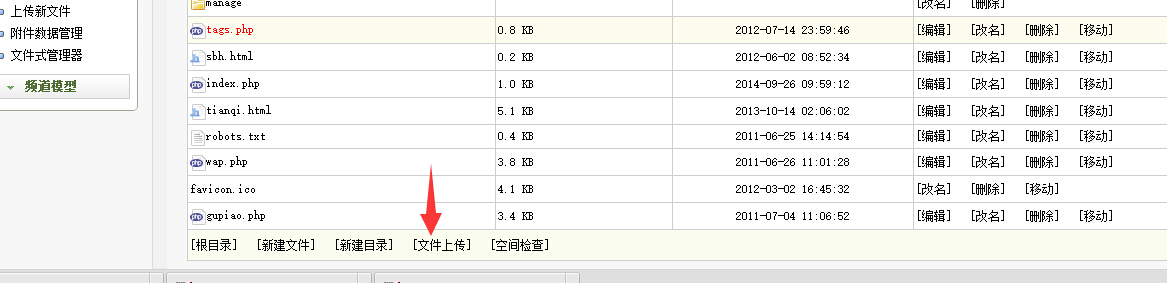 manage [改名] [删除]
上传新文件
tags.php 0.8 KB 2012-07-14 23:59:46 [编辑] [改名] [删除] [移动]
附件数据管理
sbh.html 0.2 KB 2012-06-02 08:52:34 [编辑] [改名] [删除] [移动]
文件式管理器
index.php 1.0 KB 2014-09-26 09:59:12 [编辑] [改名] [删除] [移动]
频道模型
tianqi.html 5.1 KB 2013-10-14 02:06:02 [编辑] [改名] [删除] [移动]
robots.txt 0.4 KB 2011-06-25 14:14:54 [编辑] [改名] [删除] [移动]
wap.php 3.8 KB 2011-06-26 11:01:28 [编辑] [改名] [删除] [移动]
favicon.ico 4.1 KB 2012-03-02 16:45:32 [改名] [删除] [移动]
gupiao.php 3.4 KB 2011-07-04 11:06:52 [编辑] [改名] [删除] [移动]
[根目录] [新建文件] [新建目录] [文件上传] [空间检查]